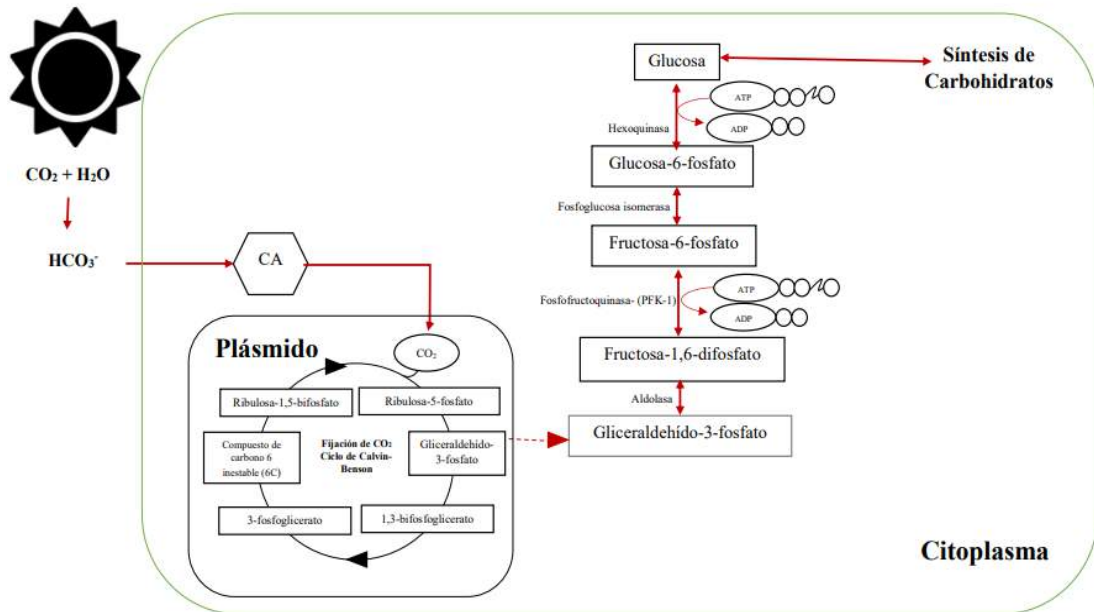 Glucosa
Síntesis de
Carbohidratos
ATP
ADP
Hexoquinasa
CO₂ + H₂O
Glucosa-6-fosfato
Fosfoglucosa isomerasa
HCO₃⁻
CA
Fructosa-6-fosfato
ATP
Fosfofructoquinasa- (PFK-1)
ADP
Plásmido
CO₂
Fructosa-1,6-difosfato
Ribulosa-1,5-bifosfato
Ribulosa-5-fosfato
Aldolasa
Compuesto de
carbono 6
inestable (6C)
Fijación de CO₂
Ciclo de Calvin-
Benson
Gliceraldehído-
3-fosfato
Gliceraldehído-3-fosfato
3-fosfoglicerato
1,3-bifosfoglicerato
Citoplasma